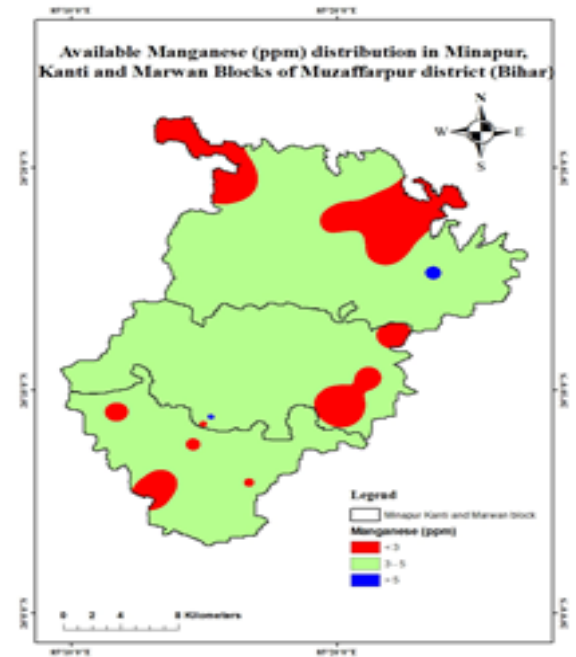 Available Manganese (ppm) distribution in Minapur,
Kanti and Marwan Blocks of Muzaffarpur district (Bihar)
N
W E
S
Legend
Minapur Kanti and Marwan block
Manganese (ppm)
< 3
3 - 5
> 5
0 2 4 8 Kilometers